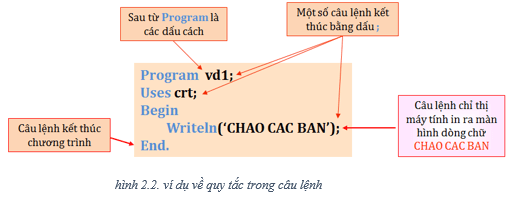 Sau từ Program là
các dấu cách
Một số câu lệnh kết
thúc bằng dấu ;
Program vd1;
Uses crt;
Begin
Writeln(‘CHAO CAC BAN’);
End.
Câu lệnh kết thúc
chương trình
Câu lệnh chỉ thị
máy tính in ra màn
hình dòng chữ
CHAO CAC BAN
hình 2.2. ví dụ về quy tắc trong câu lệnh